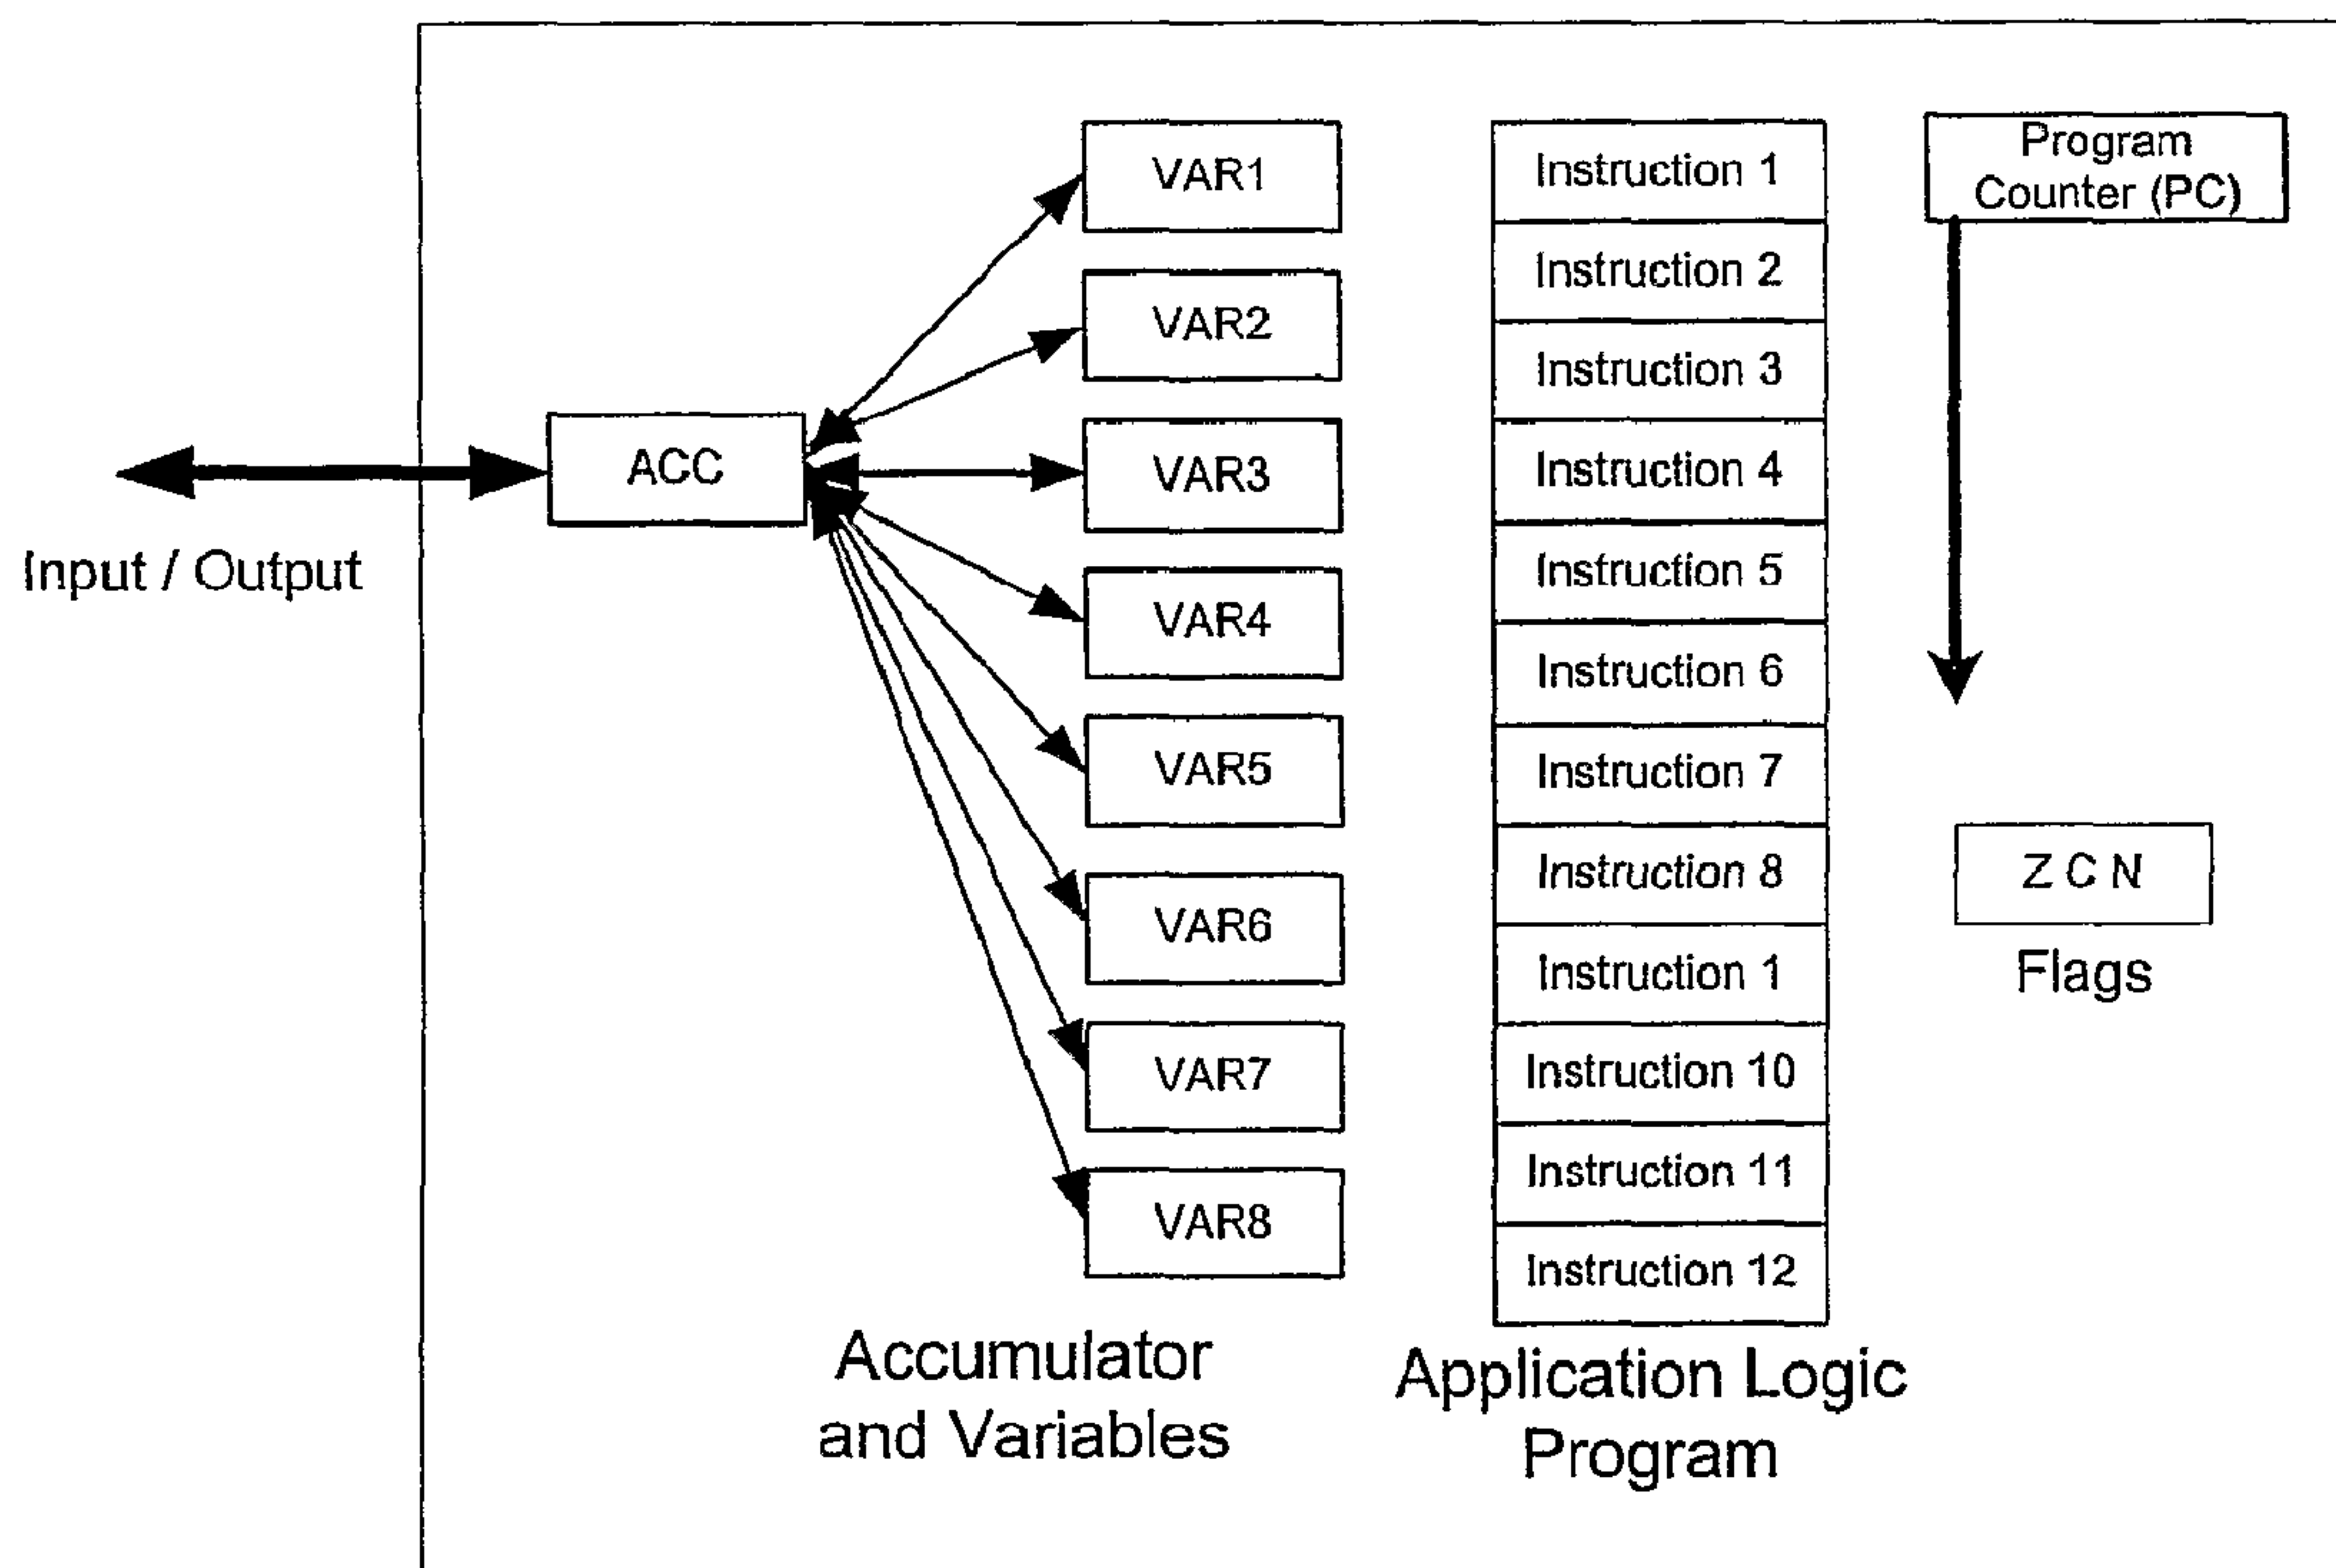 Input / Output
ACC
VAR1
VAR2
VAR3
VAR4
VAR5
VAR6
VAR7
VAR8
Accumulator
and Variables
Instruction 1
Instruction 2
Instruction 3
Instruction 4
Instruction 5
Instruction 6
Instruction 7
Instruction 8
Instruction 1
Instruction 10
Instruction 11
Instruction 12
Application Logic
Program
Program
Counter (PC)
Z C N
Flags